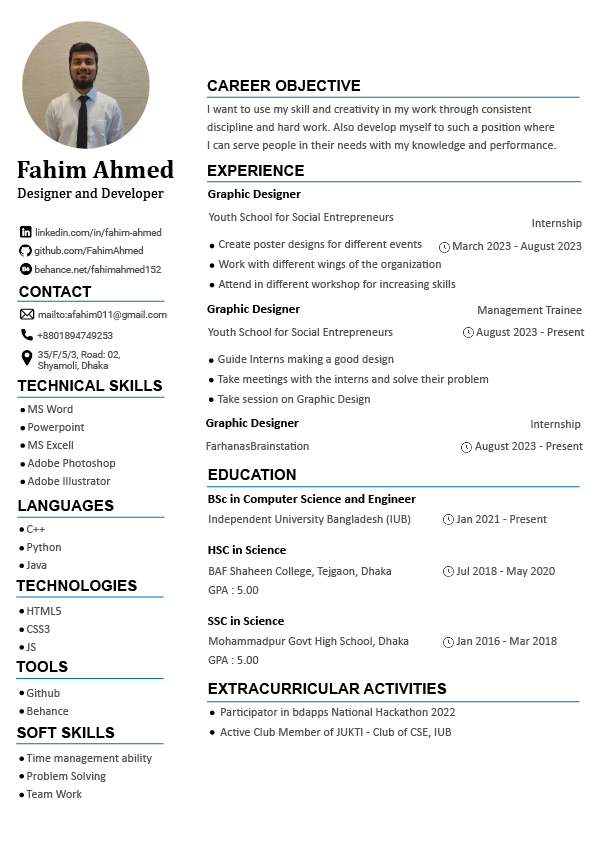 Fahim Ahmed
Designer and Developer
linkedin.com/in/fahim-ahmed
github.com/FahimAhmed
behance.net/fahimahmed152
CONTACT
mailto:afahim011@gmail.com
+8801894749253
35/F/5/3, Road: 02,
Shyamoli, Dhaka
TECHNICAL SKILLS
● MS Word
● Powerpoint
● MS Excell
● Adobe Photoshop
● Adobe Illustrator
LANGUAGES
● C++
● Python
● Java
TECHNOLOGIES
● HTML5
● CSS3
● JS
TOOLS
● Github
● Behance
SOFT SKILLS
● Time management ability
● Problem Solving
● Team Work
CAREER OBJECTIVE
I want to use my skill and creativity in my work through consistent
discipline and hard work. Also develop myself to such a position where
I can serve people in their needs with my knowledge and performance.
EXPERIENCE
Graphic Designer
Youth School for Social Entrepreneurs
Internship
● Create poster designs for different events
March 2023 - August 2023
● Work with different wings of the organization
● Attend in different workshop for increasing skills
Graphic Designer
Management Trainee
Youth School for Social Entrepreneurs
August 2023 - Present
● Guide Interns making a good design
● Take meetings with the interns and solve their problem
● Take session on Graphic Design
Graphic Designer
Internship
FarhanasBrainstation
August 2023 - Present
EDUCATION
BSc in Computer Science and Engineer
Independent University Bangladesh (IUB)
Jan 2021 - Present
HSC in Science
BAF Shaheen College, Tejgaon, Dhaka
Jul 2018 - May 2020
GPA : 5.00
SSC in Science
Mohammadpur Govt High School, Dhaka
Jan 2016 - Mar 2018
GPA : 5.00
EXTRACURRICULAR ACTIVITIES
● Participator in bdapps National Hackathon 2022
● Active Club Member of JUKTI - Club of CSE, IUB